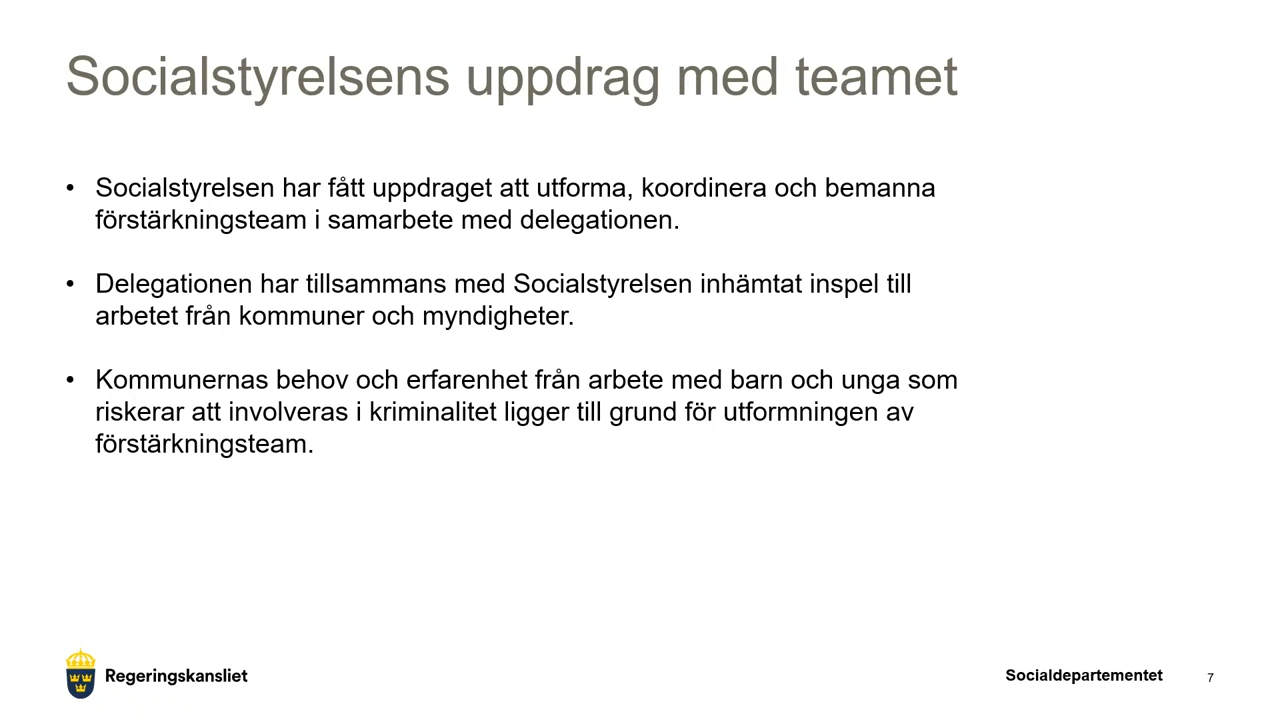 Socialstyrelsens uppdrag med teamet
• Socialstyrelsen har fått uppdraget att utforma, koordinera och bemanna
förstärkningsteam i samarbete med delegationen.
• Delegationen har tillsammans med Socialstyrelsen inhämtat inspel till
arbetet från kommuner och myndigheter.
• Kommunernas behov och erfarenhet från arbete med barn och unga som
riskerar att involveras i kriminalitet ligger till grund för utformningen av
förstärkningsteam.
Regeringskansliet
Socialdepartementet
7